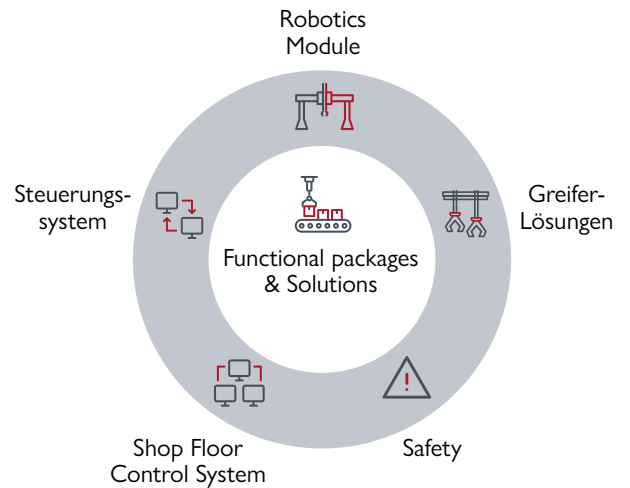 Robotics
Module
Steuerungs-
system
Greifer-
Lösungen
Functional packages
& Solutions
Shop Floor
Control System
Safety